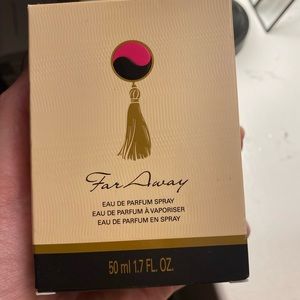 Far Away
EAU DE PARFUM SPRAY
EAU DE PARFUM À VAPORISER
EAU DE PARFUM EN SPRAY
50 ml 1.7 FL. OZ.